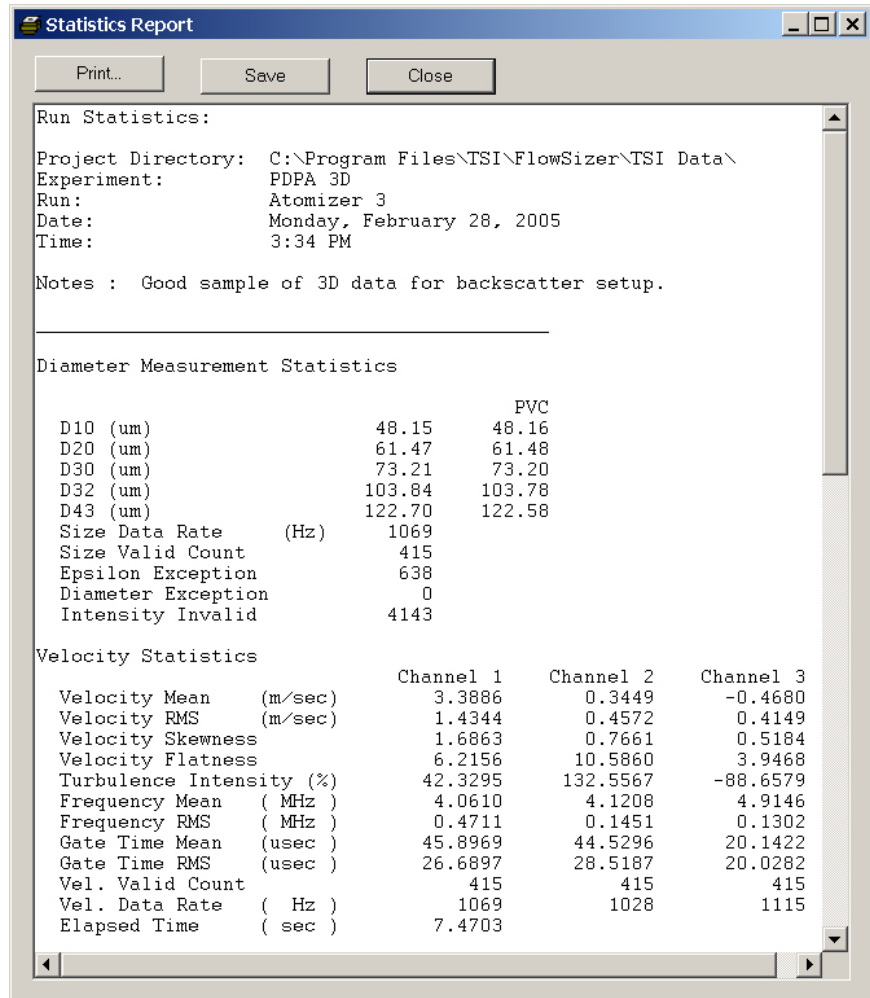 Statistics Report
Print... Save Close
Run Statistics:
Project Directory: C:\Program Files\TSI\FlowSizer\TSI Data\
Experiment: PDPA 3D
Run: Atomizer 3
Date: Monday, February 28, 2005
Time: 3:34 PM
Notes : Good sample of 3D data for backscatter setup.
Diameter Measurement Statistics
PVC
D10 (um) 48.15 48.16
D20 (um) 61.47 61.48
D30 (um) 73.21 73.20
D32 (um) 103.84 103.78
D43 (um) 122.70 122.58
Size Data Rate (Hz) 1069
Size Valid Count 415
Epsilon Exception 638
Diameter Exception 0
Intensity Invalid 4143
Velocity Statistics
Channel 1 Channel 2 Channel 3
Velocity Mean (m/sec) 3.3886 0.3449 -0.4680
Velocity RMS (m/sec) 1.4344 0.4572 0.4149
Velocity Skewness 1.6863 0.7661 0.5184
Velocity Flatness 6.2156 10.5860 3.9468
Turbulence Intensity (%) 42.3295 132.5567 -88.6579
Frequency Mean ( MHz ) 4.0610 4.1208 4.9146
Frequency RMS ( MHz ) 0.4711 0.1451 0.1302
Gate Time Mean (usec ) 45.8969 44.5296 20.1422
Gate Time RMS (usec ) 26.6897 28.5187 20.0282
Vel. Valid Count 415 415 415
Vel. Data Rate ( Hz ) 1069 1028 1115
Elapsed Time ( sec ) 7.4703